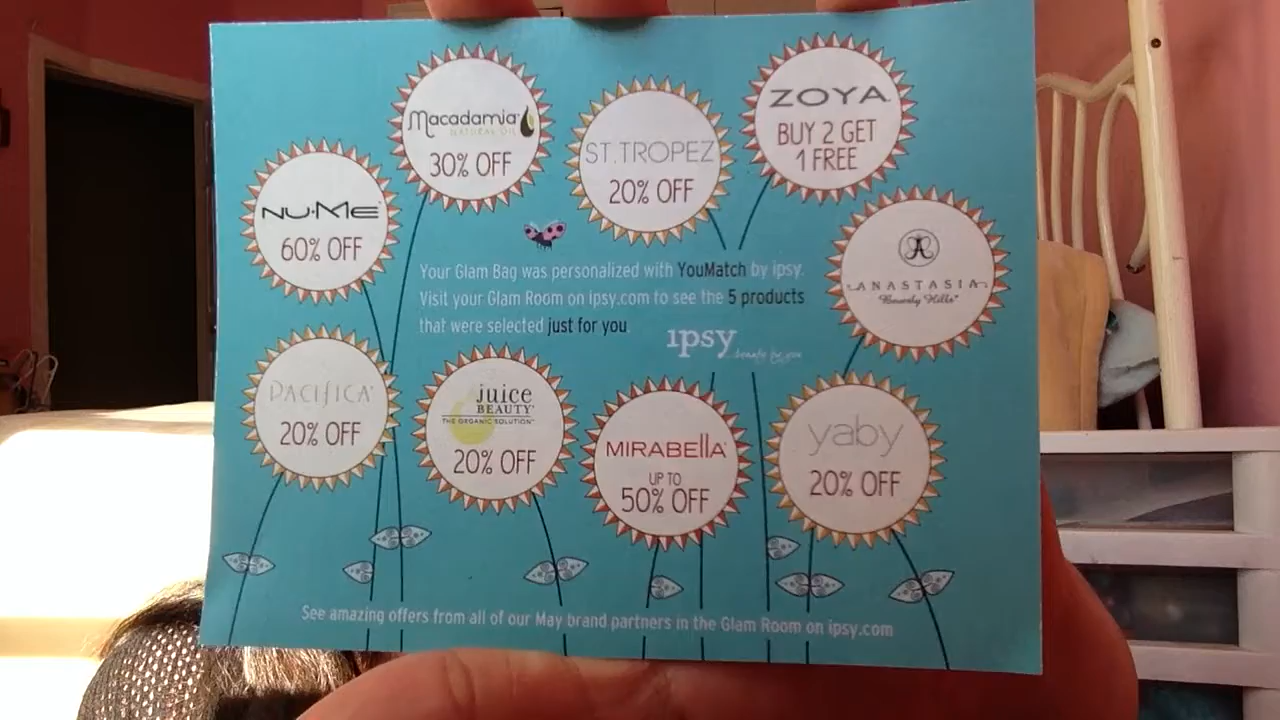 Macadamia
NATURAL OIL
30% OFF
ST. TROPEZ
20% OFF
ZOYA
BUY 2 GET
1 FREE
NU·ME
60% OFF
ANASTASIA
Beverly Hills
Your Glam Bag was personalized with YouMatch by ipsy.
Visit your Glam Room on ipsy.com to see the 5 products
that were selected just for you
ipsy
beauty by you
PACIFICA
20% OFF
juice
BEAUTY
THE ORGANIC SOLUTION
20% OFF
MIRABELLA
UP TO
50% OFF
yaby
20% OFF
See amazing offers from all of our May brand partners in the Glam Room on ipsy.com